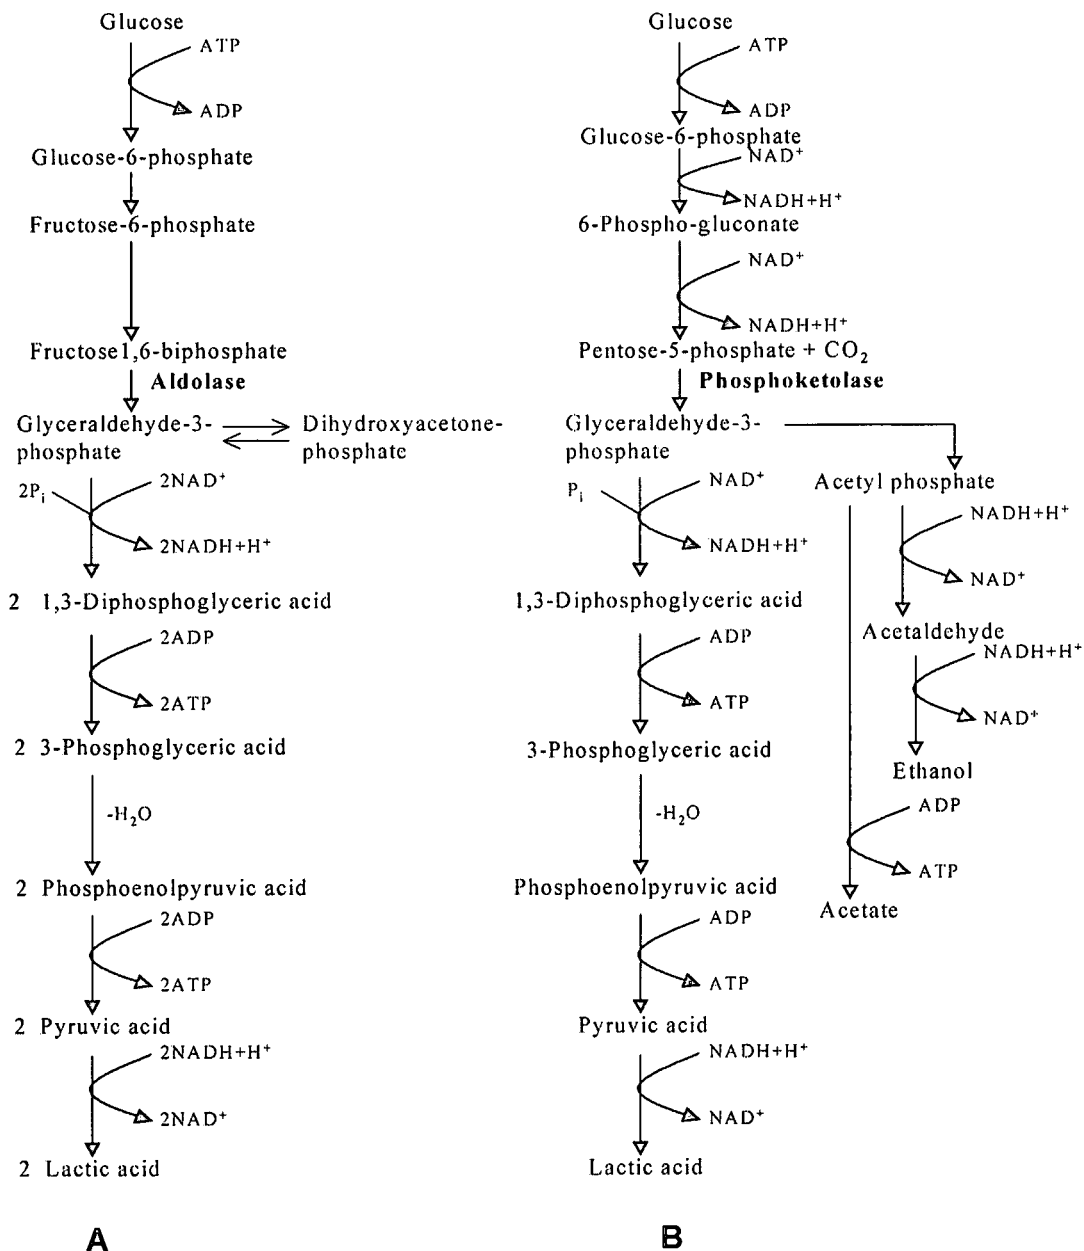 Glucose
ATP
ADP
Glucose-6-phosphate
Fructose-6-phosphate
Fructose1,6-biphosphate
Aldolase
Glyceraldehyde-3-
phosphate
Dihydroxyacetone-
phosphate
2Pi
2NAD+
2NADH+H+
2 1,3-Diphosphoglyceric acid
2ADP
2ATP
2 3-Phosphoglyceric acid
-H2O
2 Phosphoenolpyruvic acid
2ADP
2ATP
2 Pyruvic acid
2NADH+H+
2NAD+
2 Lactic acid
A
Glucose
ATP
ADP
Glucose-6-phosphate
NAD+
NADH+H+
6-Phospho-gluconate
NAD+
NADH+H+
Pentose-5-phosphate + CO2
Phosphoketolase
Glyceraldehyde-3-
phosphate
Pi
NAD+
NADH+H+
1,3-Diphosphoglyceric acid
ADP
ATP
3-Phosphoglyceric acid
-H2O
Phosphoenolpyruvic acid
ADP
ATP
Pyruvic acid
NADH+H+
NAD+
Lactic acid
Acetyl phosphate
NADH+H+
NAD+
Acetaldehyde
NADH+H+
NAD+
Ethanol
ADP
ATP
Acetate
B